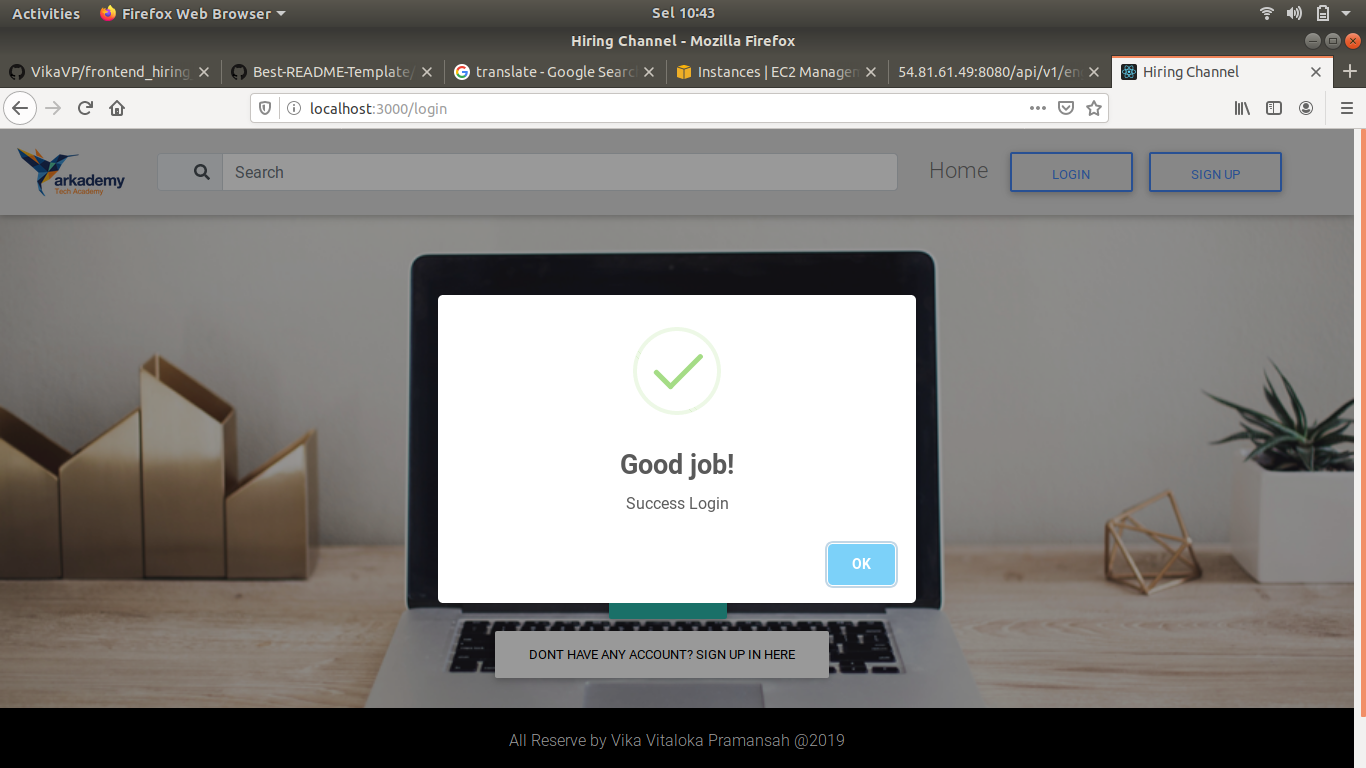 Activities
Firefox Web Browser
Sel 10:43
Hiring Channel - Mozilla Firefox
VikaVP/frontend_hiring
Best-README-Template/
translate - Google Searc
Instances | EC2 Managem
54.81.61.49:8080/api/v1/en
Hiring Channel
localhost:3000/login
arkademy
Tech Academy
Search
Home
LOGIN
SIGN UP
Good job!
Success Login
OK
DONT HAVE ANY ACCOUNT? SIGN UP IN HERE
All Reserve by Vika Vitaloka Pramansah @2019